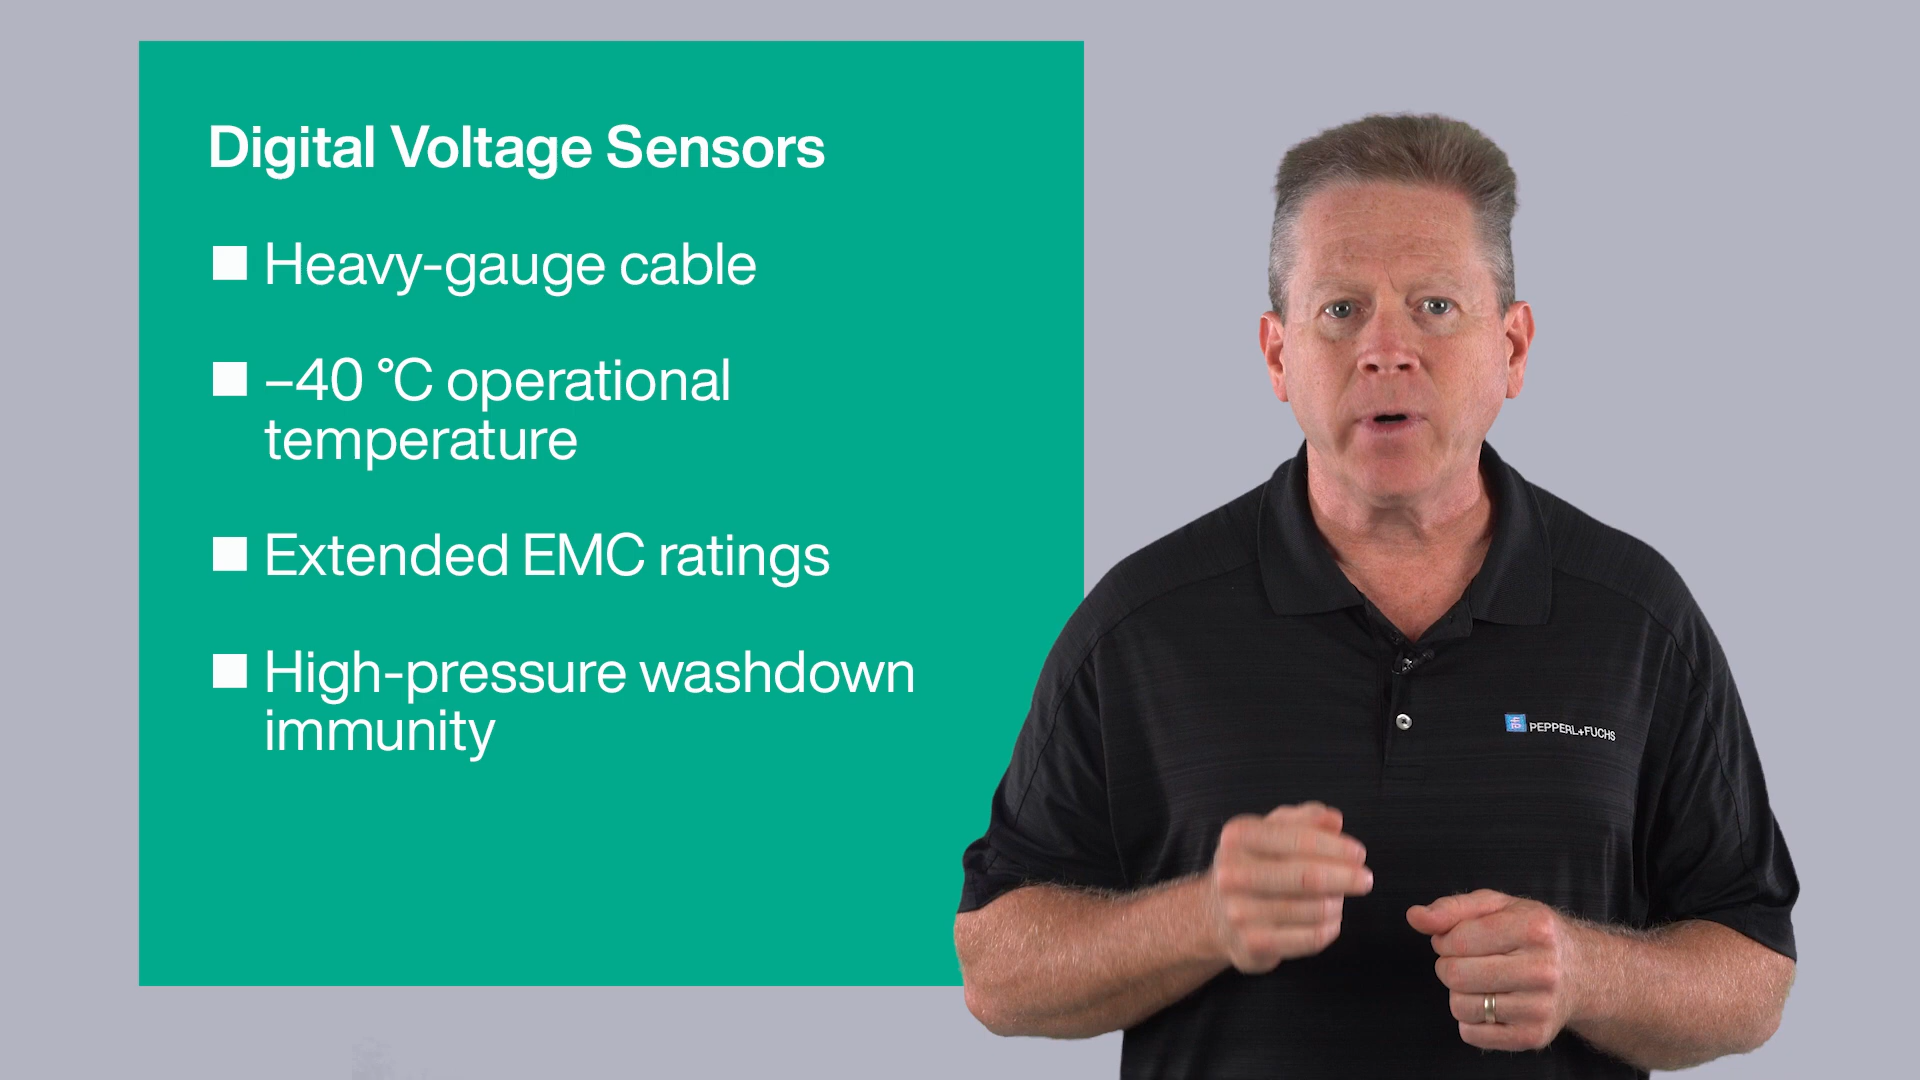 Digital Voltage Sensors
Heavy-gauge cable
–40 °C operational
temperature
Extended EMC ratings
High-pressure washdown
immunity
PEPPERL+FUCHS